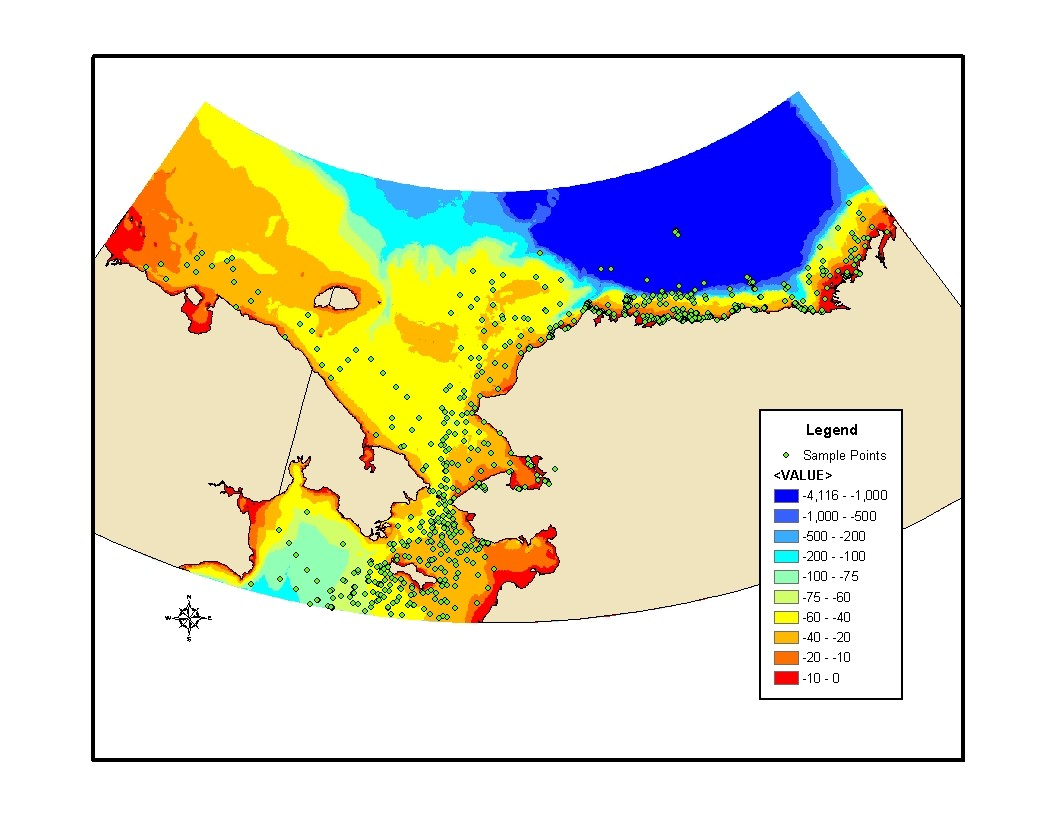 Legend
Sample Points
<VALUE>
-4,116 - -1,000
-1,000 - -500
-500 - -200
-200 - -100
-100 - -75
-75 - -60
-60 - -40
-40 - -20
-20 - -10
-10 - 0
N
W E
S